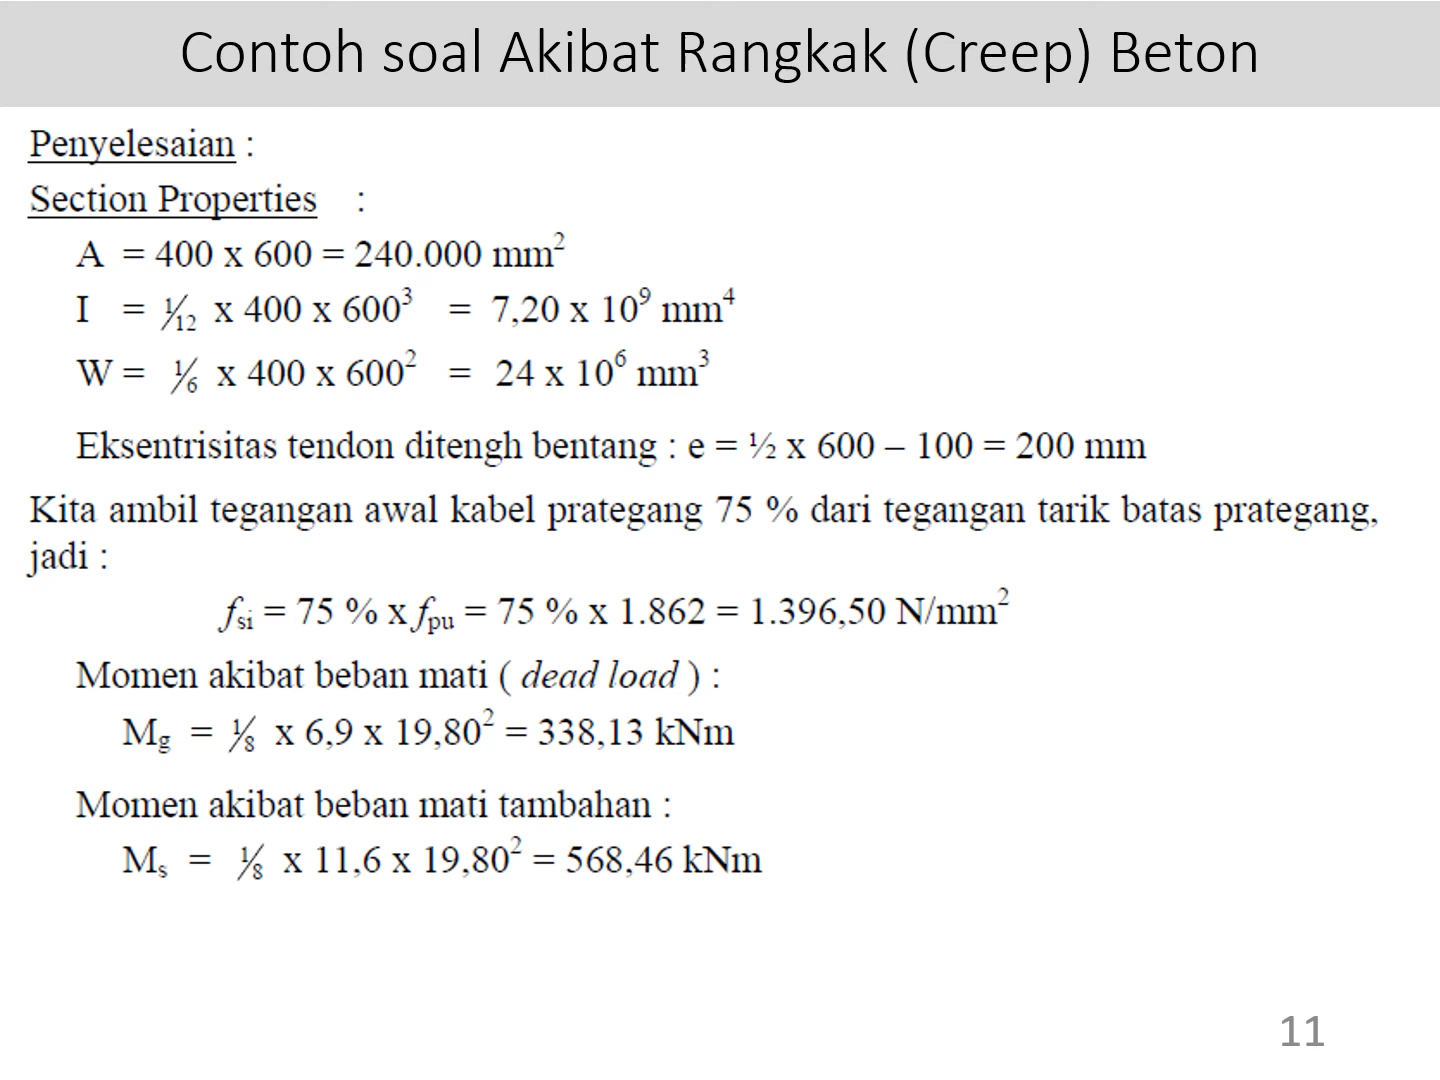 Contoh soal Akibat Rangkak (Creep) Beton
Penyelesaian :
Section Properties :
A = 400 x 600 = 240.000 mm²
I = 1/12 x 400 x 600³ = 7,20 x 10⁹ mm⁴
W = 1/6 x 400 x 600² = 24 x 10⁶ mm³
Eksentrisitas tendon ditengh bentang : e = ½ x 600 – 100 = 200 mm
Kita ambil tegangan awal kabel prategang 75 % dari tegangan tarik batas prategang,
jadi :
fsi = 75 % x fpu = 75 % x 1.862 = 1.396,50 N/mm²
Momen akibat beban mati ( dead load ) :
Mg = 1/8 x 6,9 x 19,80² = 338,13 kNm
Momen akibat beban mati tambahan :
Ms = 1/8 x 11,6 x 19,80² = 568,46 kNm
11